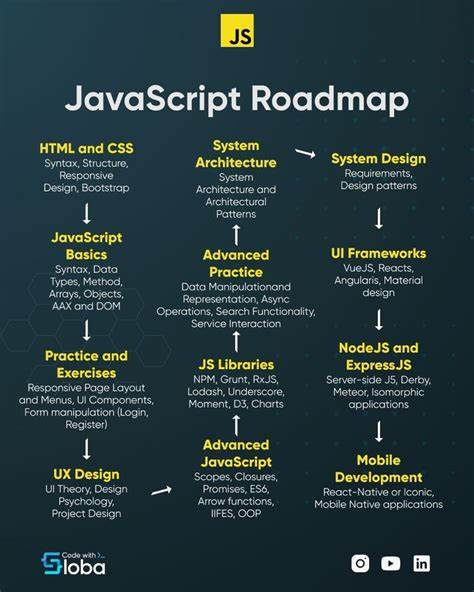 JS
JavaScript Roadmap
HTML and CSS
Syntax, Structure,
Responsive
Design, Bootstrap
JavaScript
Basics
Syntax, Data
Types, Method,
Arrays, Objects,
AAX and DOM
Practice and
Exercises
Responsive Page Layout
and Menus, UI Components,
Form manipulation (Login,
Register)
UX Design
UI Theory, Design
Psychology,
Project Design
Advanced
JavaScript
Scopes, Closures,
Promises, ES6,
Arrow functions,
IIFES, OOP
JS Libraries
NPM, Grunt, RxJS,
Lodash, Underscore,
Moment, D3, Charts
Advanced
Practice
Data Manipulationand
Representation, Async
Operations, Search Functionality,
Service Interaction
System
Architecture
System
Architecture and
Architectural
Patterns
System Design
Requirements,
Design patterns
UI Frameworks
VueJS, Reacts,
Angularis, Material
design
NodeJS and
ExpressJS
Server-side J5, Derby,
Meteor, Isomorphic
applications
Mobile
Development
React-Native or Iconic,
Mobile Native applications
Code with
Sloba
in